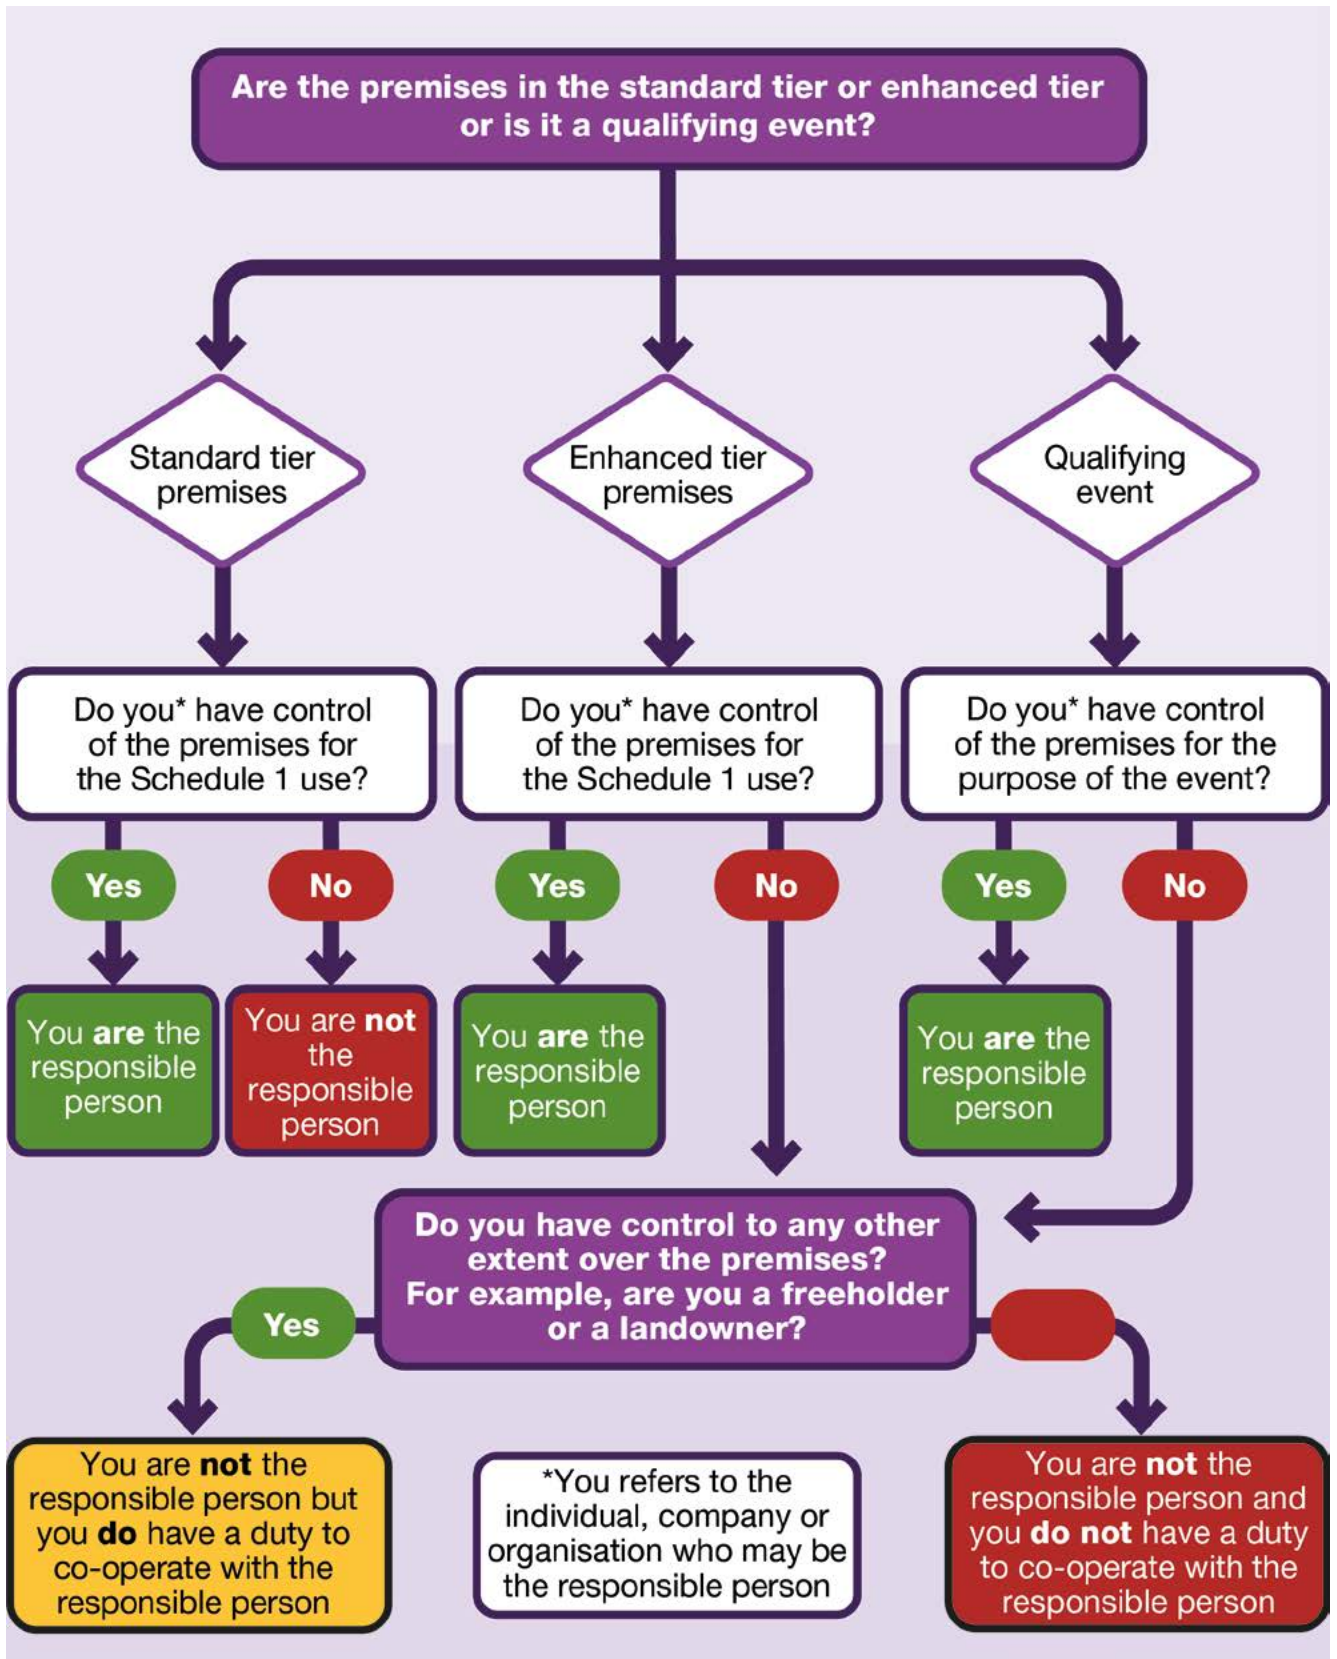 Are the premises in the standard tier or enhanced tier
or is it a qualifying event?
Standard tier
premises
Enhanced tier
premises
Qualifying
event
Do you* have control
of the premises for
the Schedule 1 use?
Do you* have control
of the premises for
the Schedule 1 use?
Do you* have control
of the premises for the
purpose of the event?
Yes
No
Yes
No
Yes
No
You are the
responsible
person
You are not
the
responsible
person
You are the
responsible
person
You are the
responsible
person
Do you have control to any other
extent over the premises?
For example, are you a freeholder
or a landowner?
Yes
You are not the
responsible person but
you do have a duty to
co-operate with the
responsible person
*You refers to the
individual, company or
organisation who may be
the responsible person
You are not the
responsible person and
you do not have a duty
to co-operate with the
responsible person